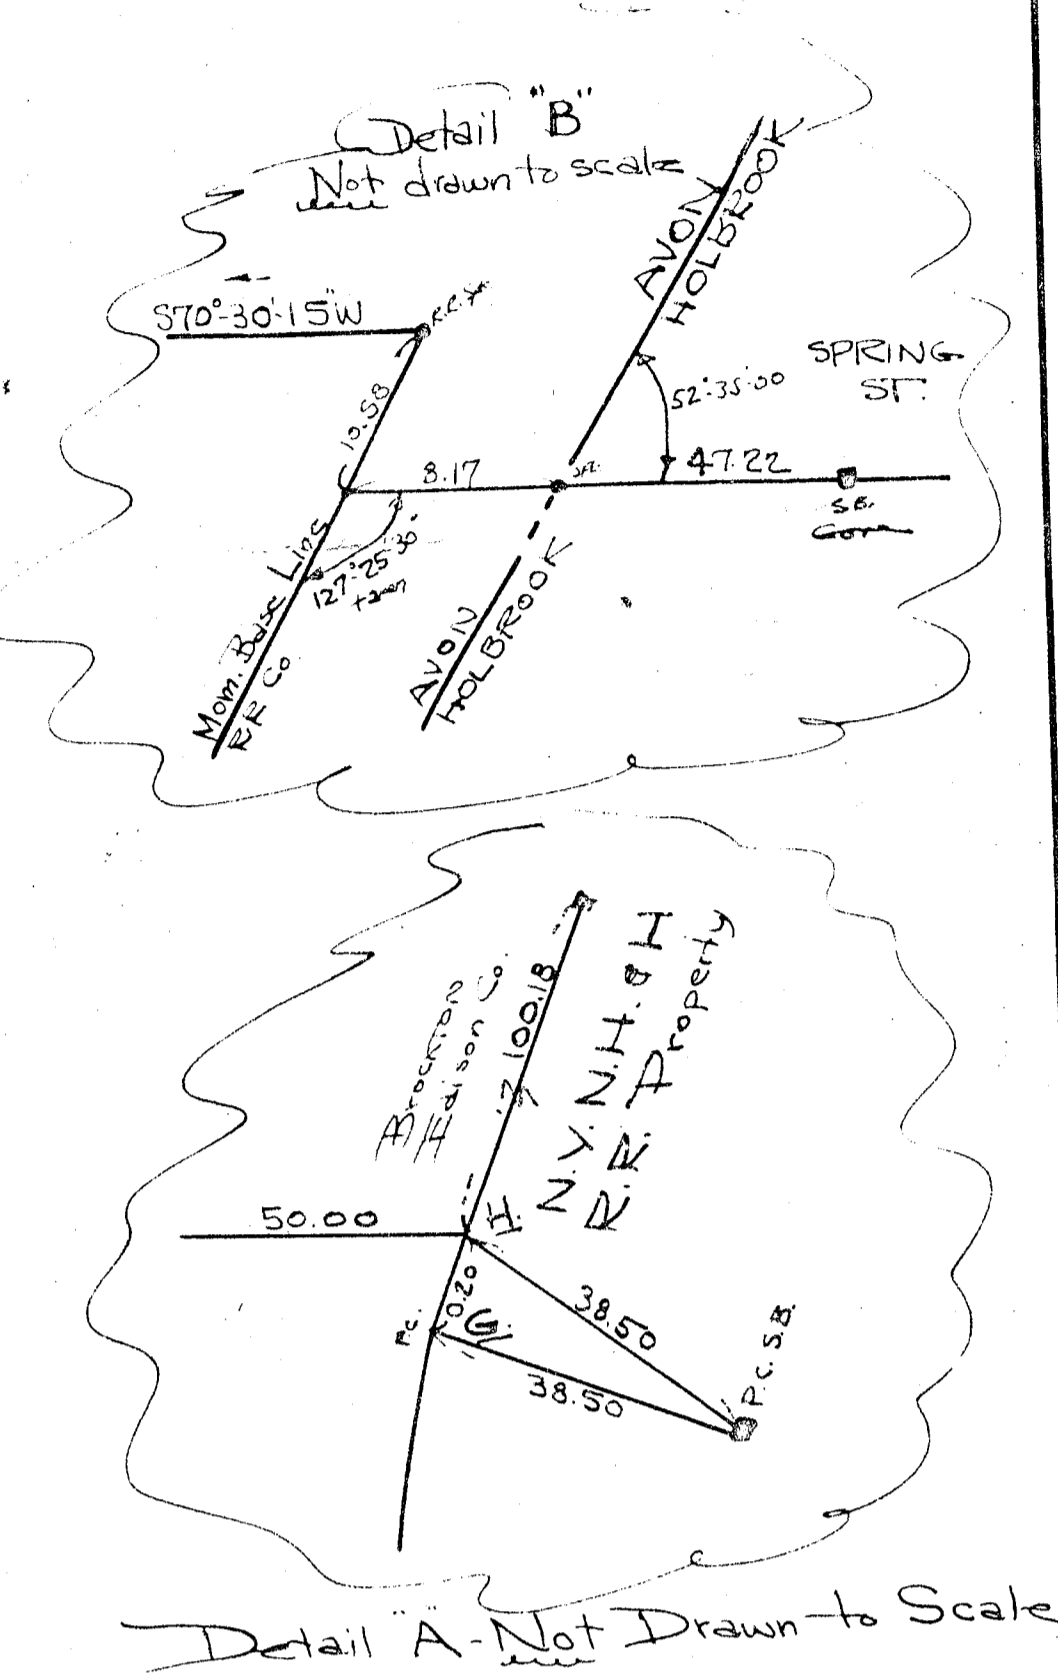 Detail "B"
Not drawn to scale
AVON
HOLBROOK
S70°-30'-15"W
SPRING
ST.
52°35'00
10.58
8.17
47.22
S.B.
127°25'30"
Mom. Base Line
RR Co
AVON
HOLBROOK
Brockton
Edison Co.
100.18
N.Y. N.H. & H
R.R. Property
50.00
H.
0.20
P.C.
G.
38.50
38.50
P.C. S.B.
Detail "A"-Not Drawn to Scale